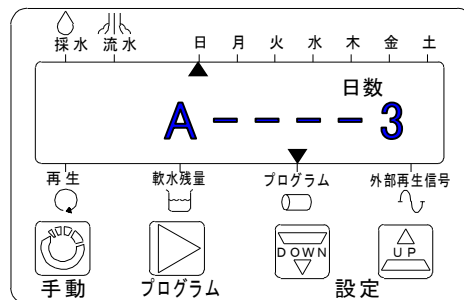 採水 流水 日 月 火 水 木 金 土
日数
A----3
再生 軟水残量 プログラム 外部再生信号
DOWN UP
手動 プログラム 設定